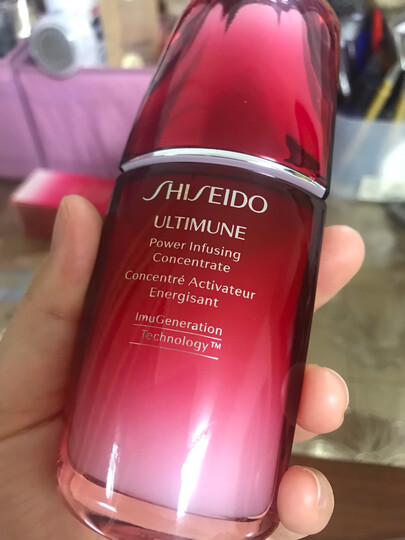 SHISEIDO
ULTIMUNE
Power Infusing
Concentrate
Concentré Activateur
Energisant
ImuGeneration
Technology™